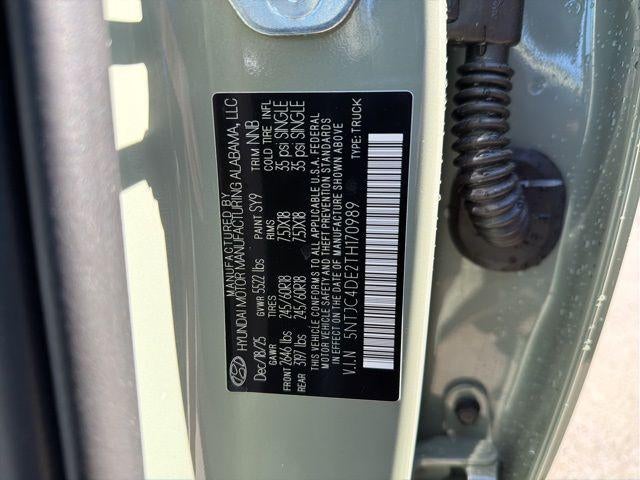 MANUFACTURED BY
HYUNDAI MOTOR MANUFACTURING ALABAMA, LLC
Dec/18/25 GVWR 5522 lbs PAINT SY9 TRIM NNB
GAWR TIRES RIMS COLD TIRE INFL
FRONT 2646 lbs 245/60R18 7.5JX18 35 psi SINGLE
REAR 3197 lbs 245/60R18 7.5JX18 35 psi SINGLE
THIS VEHICLE CONFORMS TO ALL APPLICABLE U.S.A. FEDERAL
MOTOR VEHICLE SAFETY AND THEFT PREVENTION STANDARDS
IN EFFECT ON THE DATE OF MANUFACTURE SHOWN ABOVE
V.I.N 5NTJC4DE2TH170989 TYPE:TRUCK